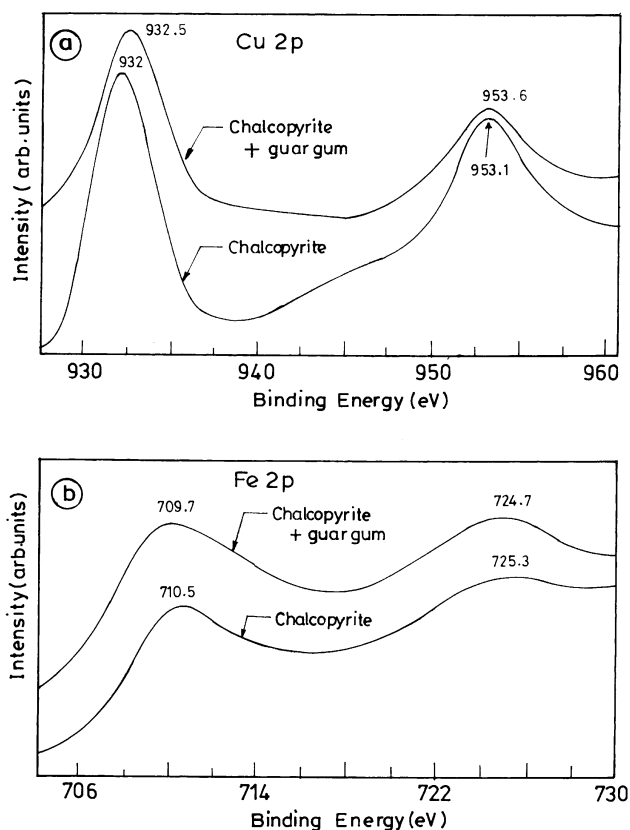 a
Cu 2p
932.5
932
953.6
953.1
Chalcopyrite
+ guar gum
Chalcopyrite
Intensity (arb.units)
930
940
950
960
Binding Energy (eV)
b
Fe 2p
709.7
724.7
Chalcopyrite
+ guar gum
710.5
725.3
Chalcopyrite
Intensity (arb.units)
706
714
722
730
Binding Energy (eV)